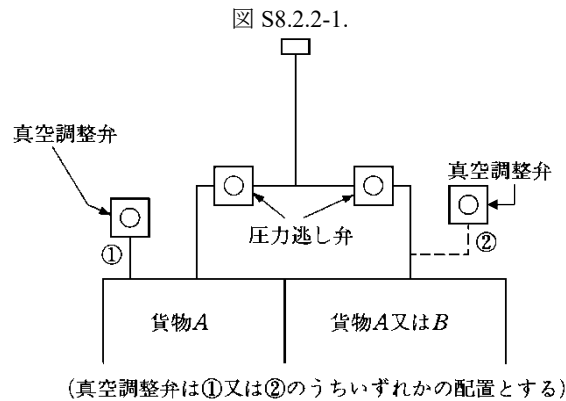 図 S8.2.2-1.
真空調整弁
真空調整弁
圧力逃し弁
①
②
貨物A
貨物A又はB
(真空調整弁は①又は②のうちいずれかの配置とする)